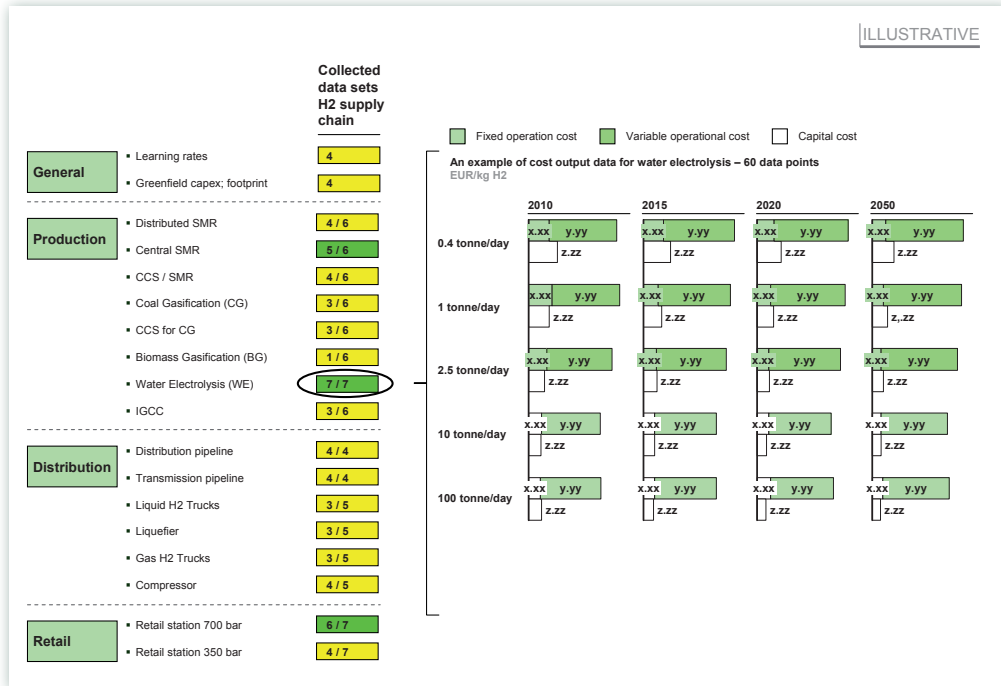 ILLUSTRATIVE
Collected
data sets
H2 supply
chain
General
▪ Learning rates
4
▪ Greenfield capex; footprint
4
Production
▪ Distributed SMR
4 / 6
▪ Central SMR
5 / 6
▪ CCS / SMR
4 / 6
▪ Coal Gasification (CG)
3 / 6
▪ CCS for CG
3 / 6
▪ Biomass Gasification (BG)
1 / 6
▪ Water Electrolysis (WE)
7 / 7
▪ IGCC
3 / 6
Distribution
▪ Distribution pipeline
4 / 4
▪ Transmission pipeline
4 / 4
▪ Liquid H2 Trucks
3 / 5
▪ Liquefier
3 / 5
▪ Gas H2 Trucks
3 / 5
▪ Compressor
4 / 5
Retail
▪ Retail station 700 bar
6 / 7
▪ Retail station 350 bar
4 / 7
Fixed operation cost Variable operational cost Capital cost
An example of cost output data for water electrolysis – 60 data points
EUR/kg H2
2010 2015 2020 2050
0.4 tonne/day
x.xx y.yy x.xx y.yy x.xx y.yy x.xx y.yy
z.zz z.zz z.zz z.zz
1 tonne/day
x.xx y.yy x.xx y.yy x.xx y.yy x.xx y.yy
z.zz z.zz z.zz z,.zz
2.5 tonne/day
x.xx y.yy x.xx y.yy x.xx y.yy x.xx y.yy
z.zz z.zz z.zz z.zz
10 tonne/day
x.xx y.yy x.xx y.yy x.xx y.yy x.xx y.yy
z.zz z.zz z.zz z.zz
100 tonne/day
x.xx y.yy x.xx y.yy x.xx y.yy x.xx y.yy
z.zz z.zz z.zz z.zz